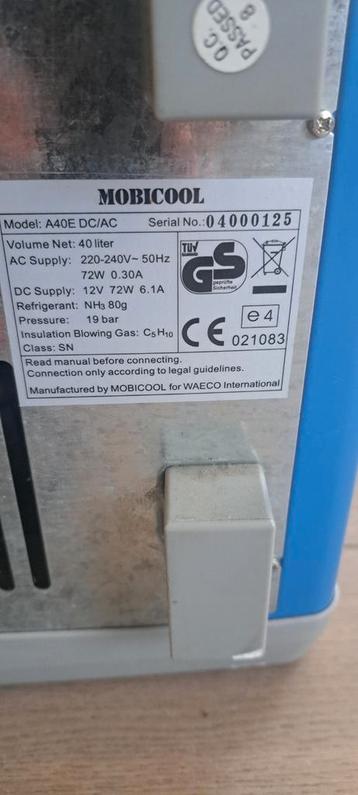 Q.C.
PASSED
8
MOBICOOL
Model: A40E DC/AC Serial No.:04000125
Volume Net: 40 liter
AC Supply: 220-240V~ 50Hz
72W 0.30A
DC Supply: 12V 72W 6.1A
Refrigerant: NH3 80g
Pressure: 19 bar
Insulation Blowing Gas: C5H10
Class: SN
TÜV
GS
geprüfte
Sicherheit
CE
e4
021083
Read manual before connecting.
Connection only according to legal guidelines.
Manufactured by MOBICOOL for WAECO International